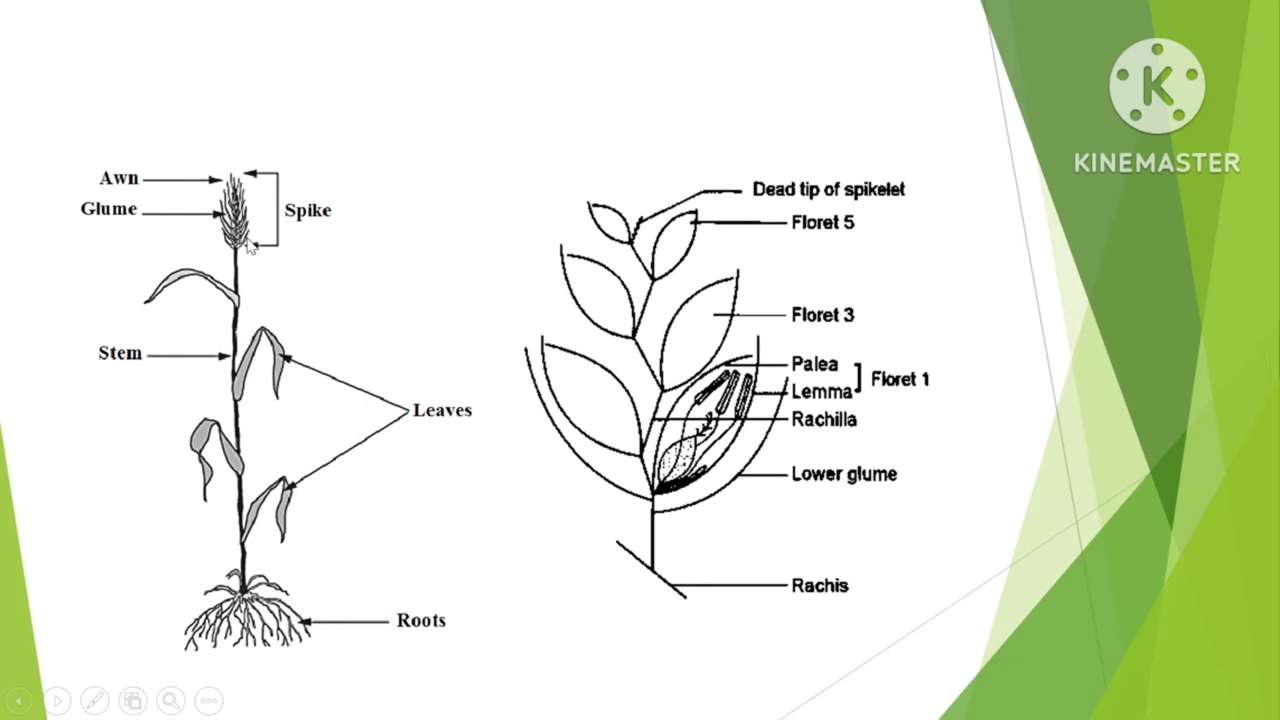 Awn
Glume
Spike
Stem
Leaves
Roots
Dead tip of spikelet
Floret 5
Floret 3
Palea
Lemma
Floret 1
Rachilla
Lower glume
Rachis
K
KINEMASTER